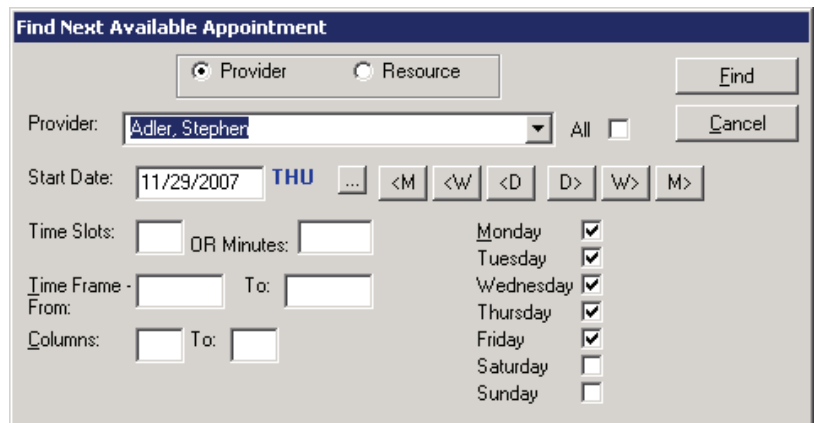 Find Next Available Appointment
Provider Resource Find
Provider: Adler, Stephen All Cancel
Start Date: 11/29/2007 THU ... <M <W <D D> W> M>
Time Slots: OR Minutes: Monday
Tuesday
Time Frame - To: Wednesday
From: Thursday
Columns: To: Friday
Saturday
Sunday